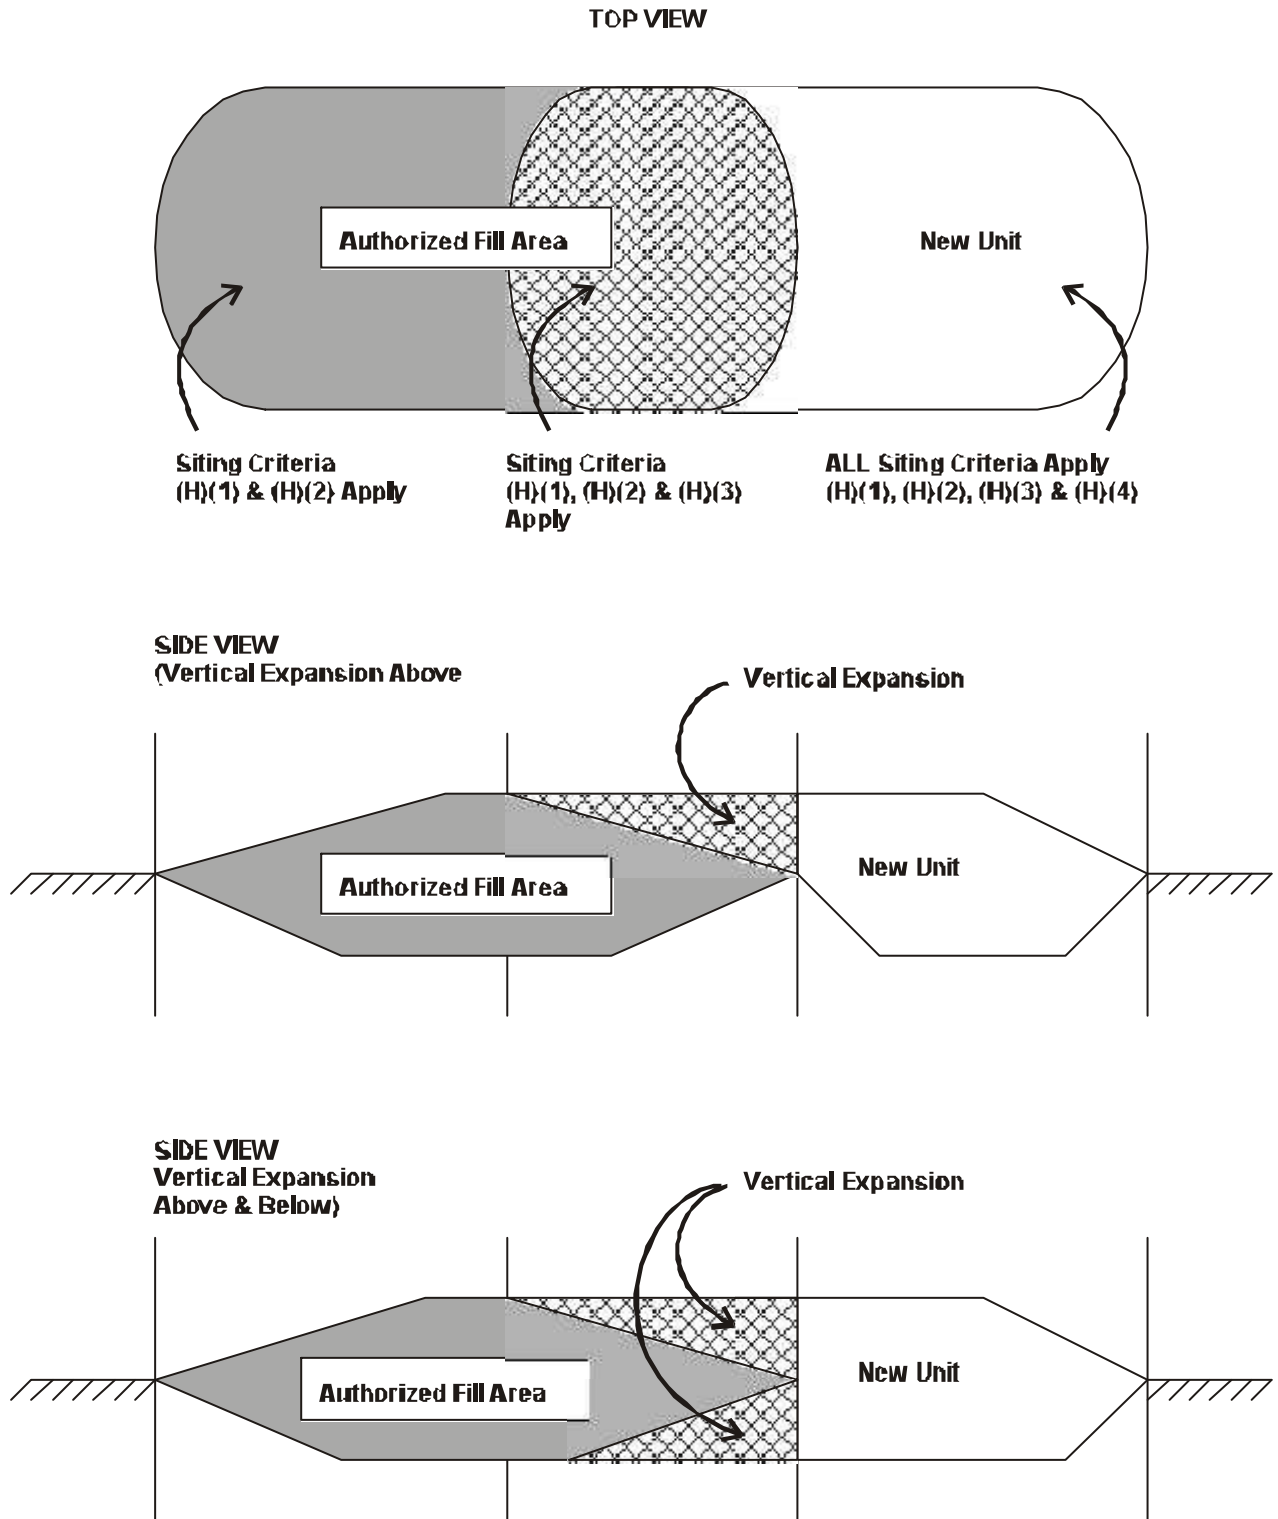 TOP VIEW
Authorized Fill Area
New Unit
Siting Criteria
(H)(1) & (H)(2) Apply
Siting Criteria
(H)(1), (H)(2) & (H)(3)
Apply
ALL Siting Criteria Apply
(H)(1), (H)(2), (H)(3) & (H)(4)
SIDE VIEW
(Vertical Expansion Above
Vertical Expansion
Authorized Fill Area
New Unit
SIDE VIEW
Vertical Expansion
Above & Below)
Vertical Expansion
Authorized Fill Area
New Unit